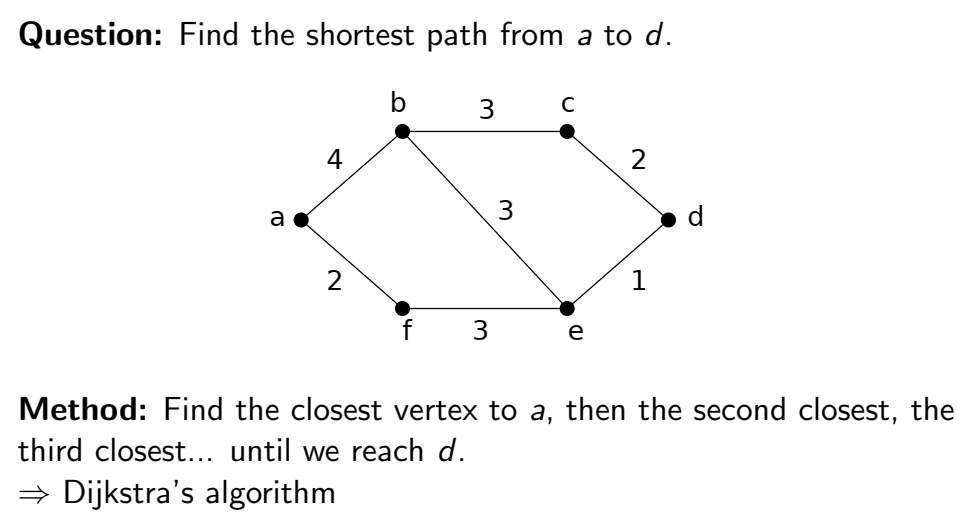 Question: Find the shortest path from a to d.
b 3 c
4 2
3
a d
2 1
f 3 e
Method: Find the closest vertex to a, then the second closest, the
third closest... until we reach d.
⇒ Dijkstra's algorithm